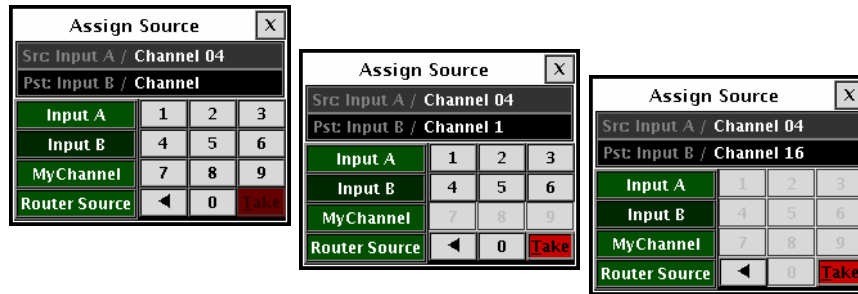 Assign Source X
Src: Input A / Channel 04
Pst: Input B / Channel
Input A 1 2 3
Input B 4 5 6
MyChannel 7 8 9
Router Source ◄ 0 Take
Assign Source X
Src: Input A / Channel 04
Pst: Input B / Channel 1
Input A 1 2 3
Input B 4 5 6
MyChannel 7 8 9
Router Source ◄ 0 Take
Assign Source X
Src: Input A / Channel 04
Pst: Input B / Channel 16
Input A 1 2 3
Input B 4 5 6
MyChannel 7 8 9
Router Source ◄ 0 Take